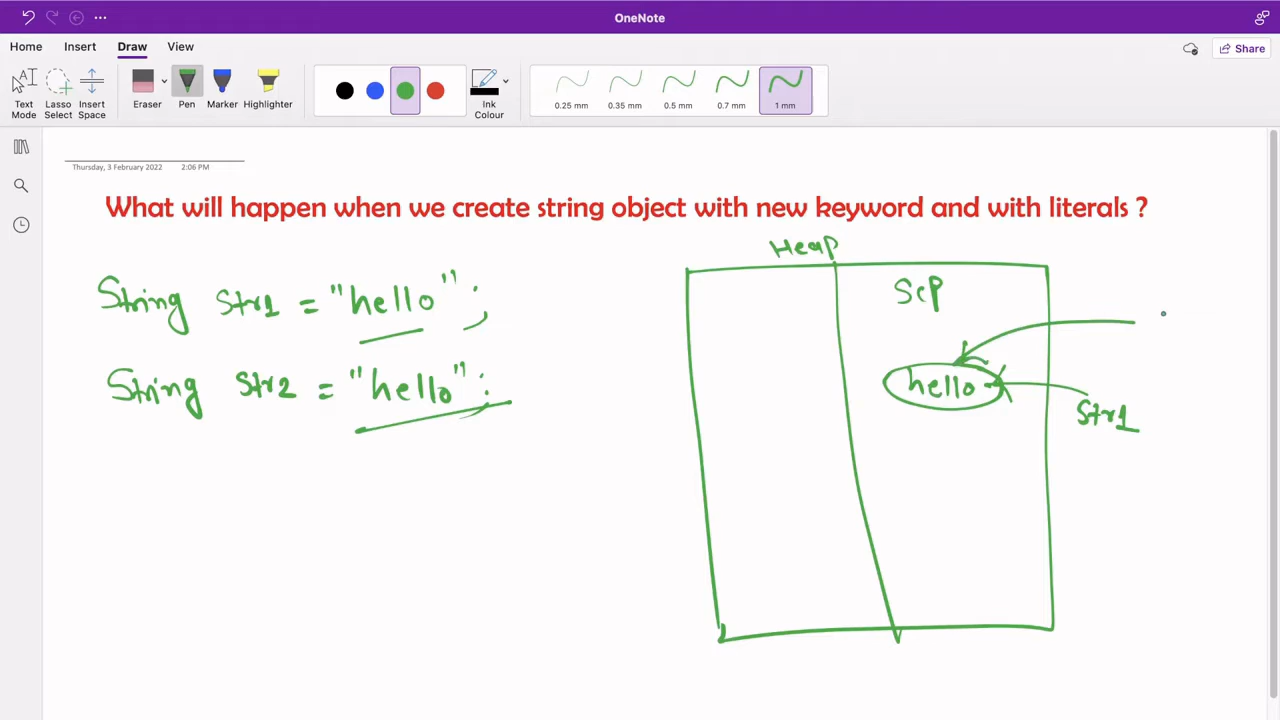 OneNote
Home Insert Draw View
Share
Text Mode
Lasso Select
Insert Space
Eraser
Pen
Marker
Highlighter
Ink Colour
0.25 mm
0.35 mm
0.5 mm
0.7 mm
1 mm
Thursday, 3 February 2022 2:06 PM
What will happen when we create string object with new keyword and with literals ?
Heap
String str1 = "hello";
SCP
String str2 = "hello";
hello
str1